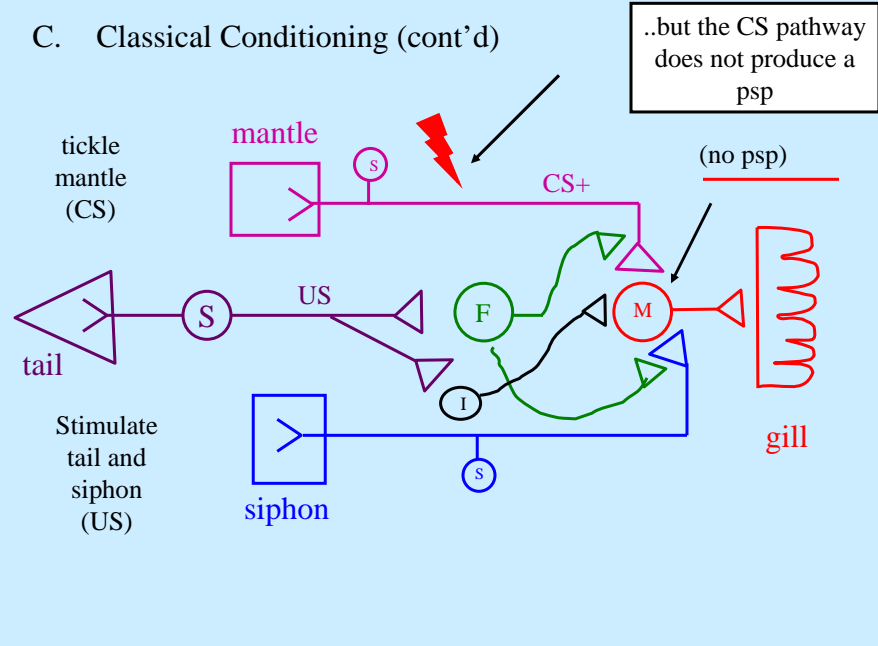 C. Classical Conditioning (cont’d)
..but the CS pathway
does not produce a
psp
tickle
mantle
(CS)
mantle
S
CS+
(no psp)
US
S
F
M
tail
I
Stimulate
tail and
siphon
(US)
siphon
S
gill